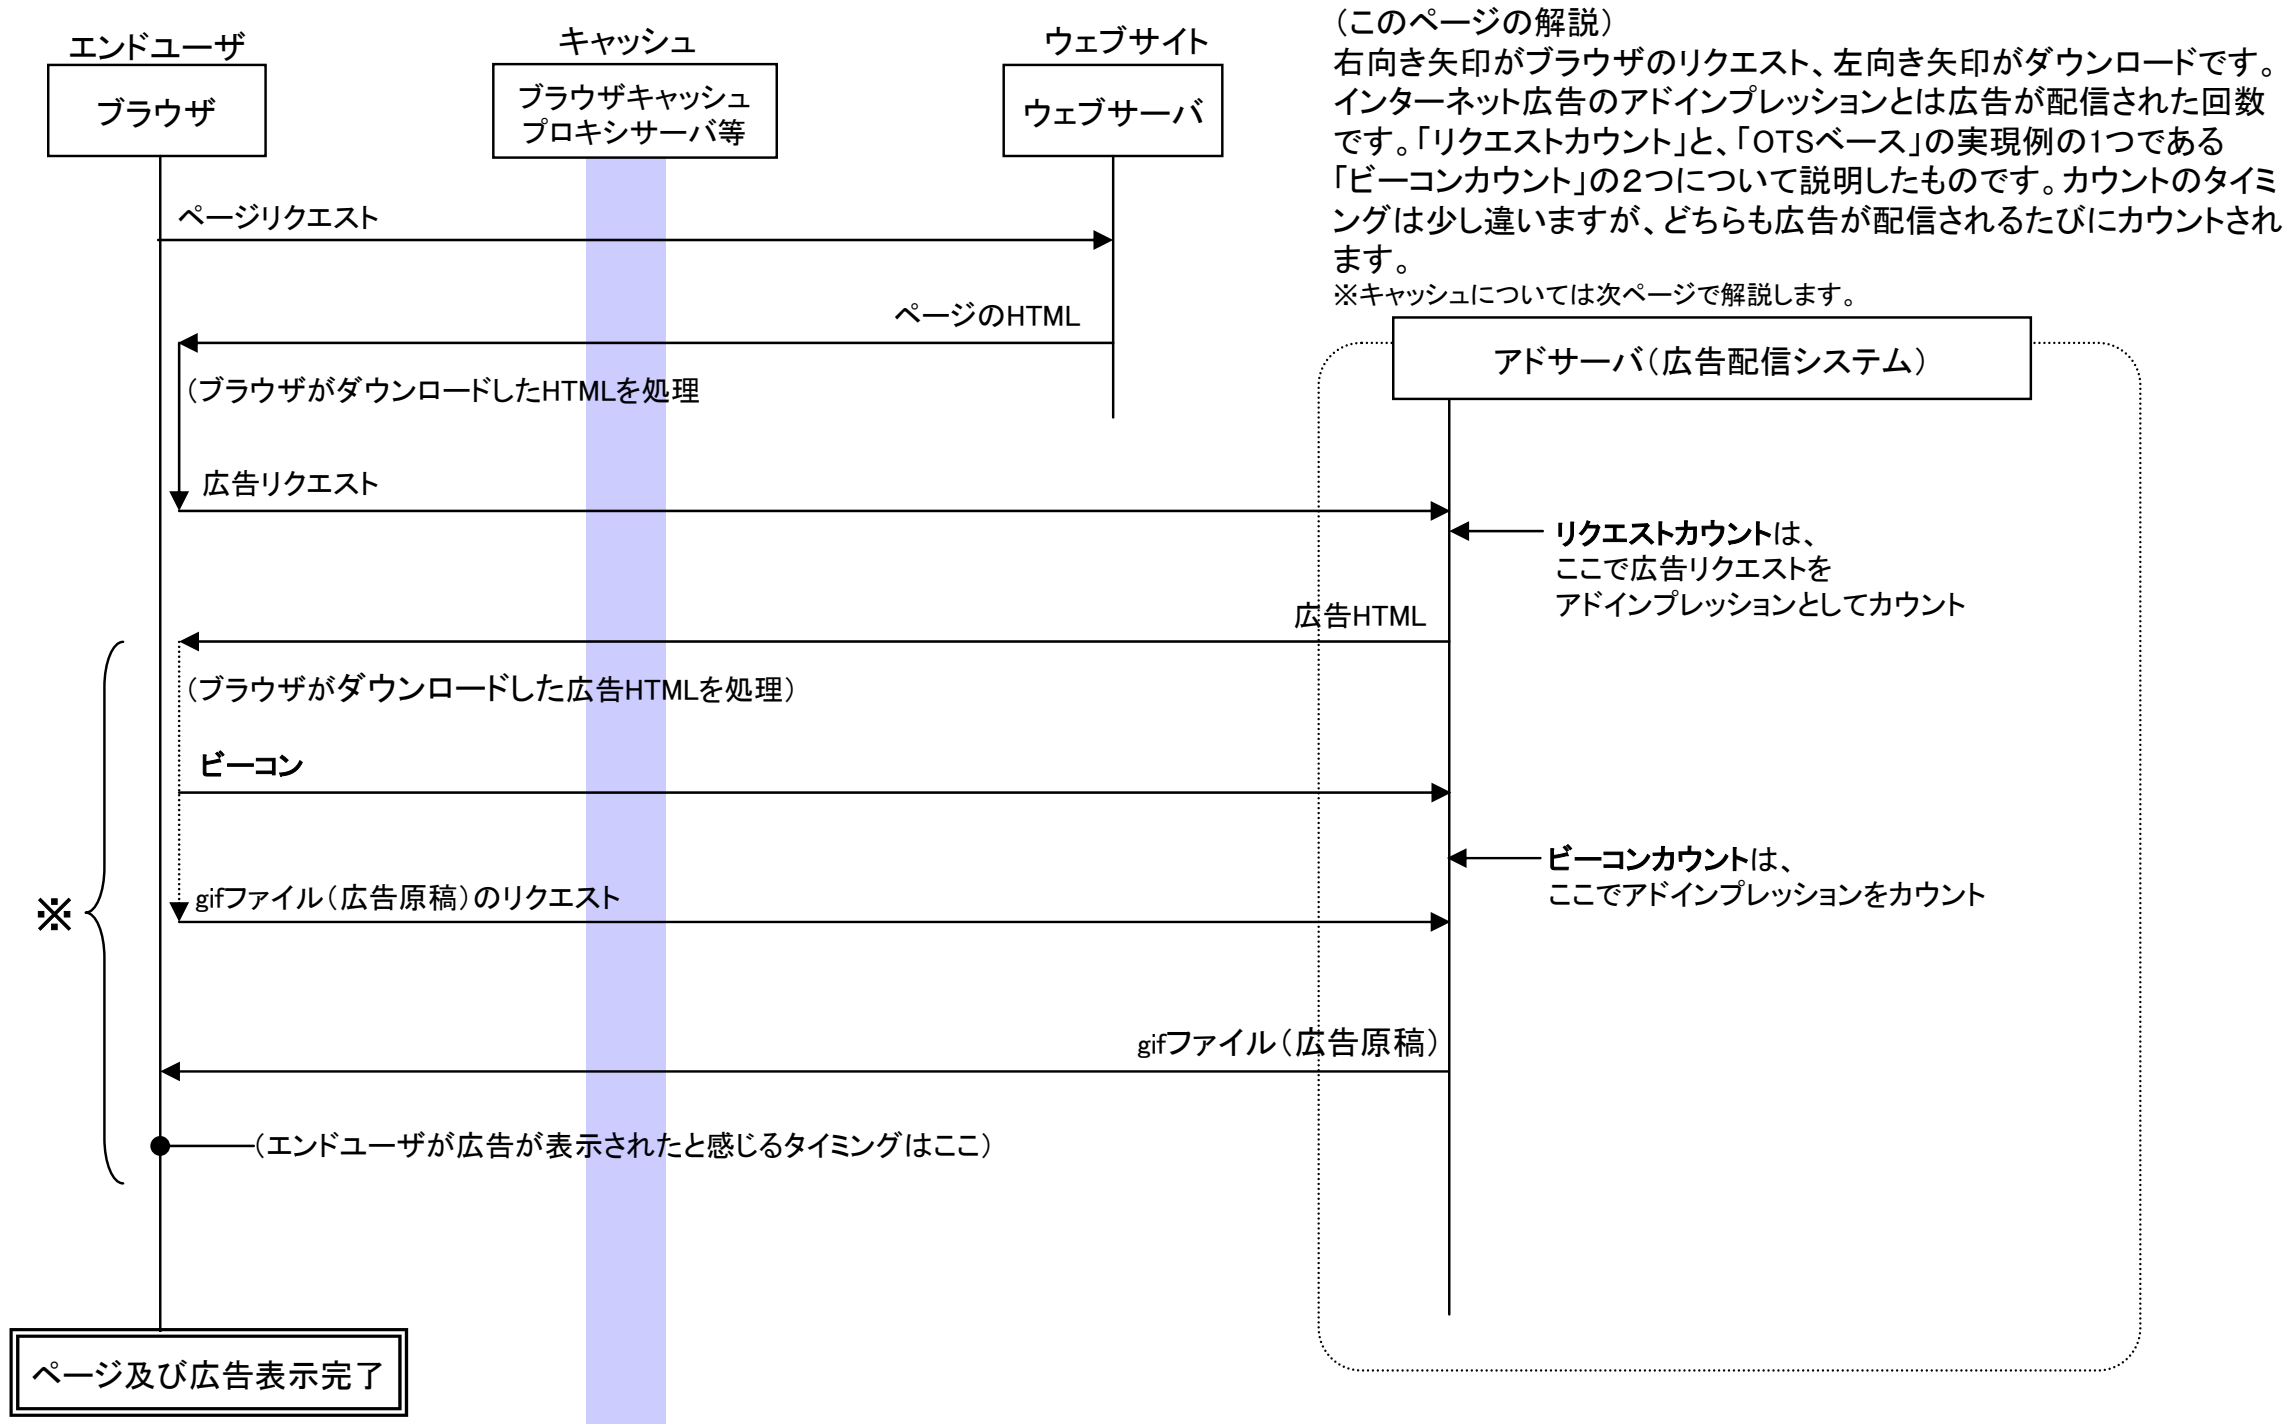 エンドユーザ
キャッシュ
ウェブサイト
ブラウザ
ブラウザキャッシュ
プロキシサーバ等
ウェブサーバ
（このページの解説）
右向き矢印がブラウザのリクエスト、左向き矢印がダウンロードです。
インターネット広告のアドインプレッションとは広告が配信された回数
です。「リクエストカウント」と、「OTSベース」の実現例の1つである
「ビーコンカウント」の２つについて説明したものです。カウントのタイミ
ングは少し違いますが、どちらも広告が配信されるたびにカウントされ
ます。
※キャッシュについては次ページで解説します。
ページリクエスト
ページのHTML
アドサーバ（広告配信システム）
（ブラウザがダウンロードしたHTMLを処理
広告リクエスト
リクエストカウントは、
ここで広告リクエストを
アドインプレッションとしてカウント
広告HTML
（ブラウザがダウンロードした広告HTMLを処理）
ビーコン
ビーコンカウントは、
ここでアドインプレッションをカウント
※
gifファイル（広告原稿）のリクエスト
gifファイル（広告原稿）
（エンドユーザが広告が表示されたと感じるタイミングはここ）
ページ及び広告表示完了